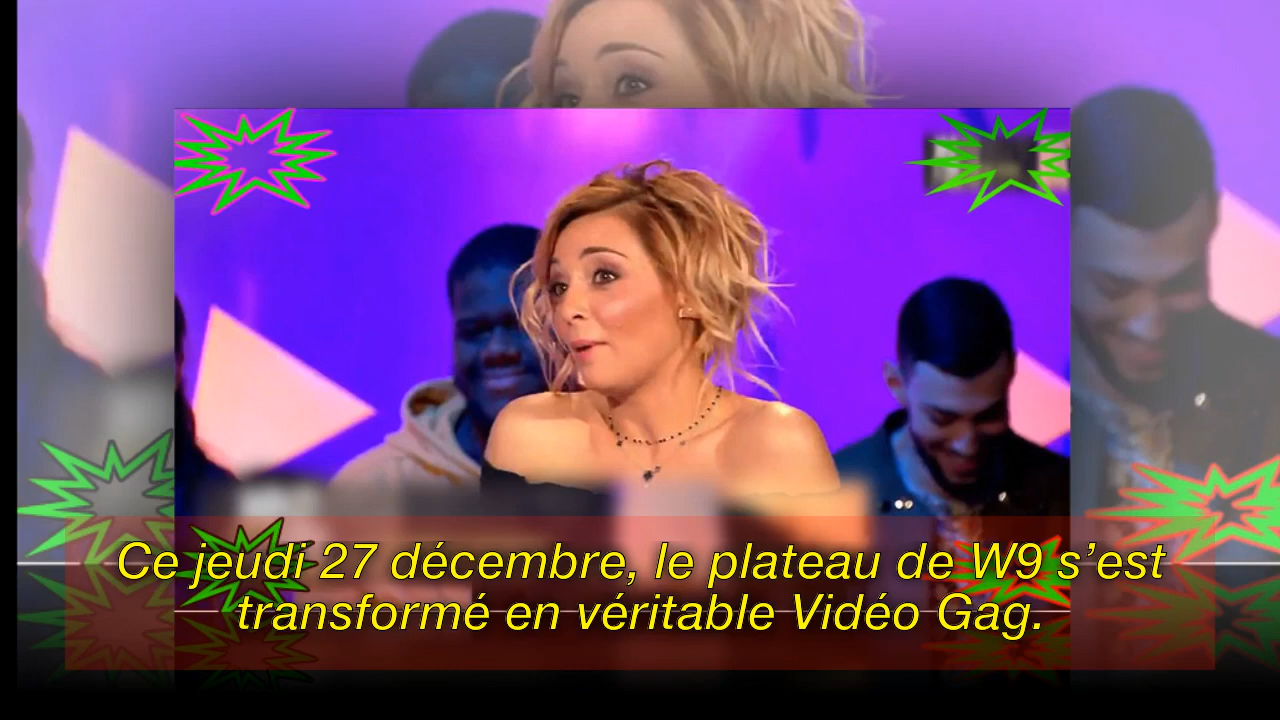 Ce jeudi 27 décembre, le plateau de W9 s’est
transformé en véritable Vidéo Gag.